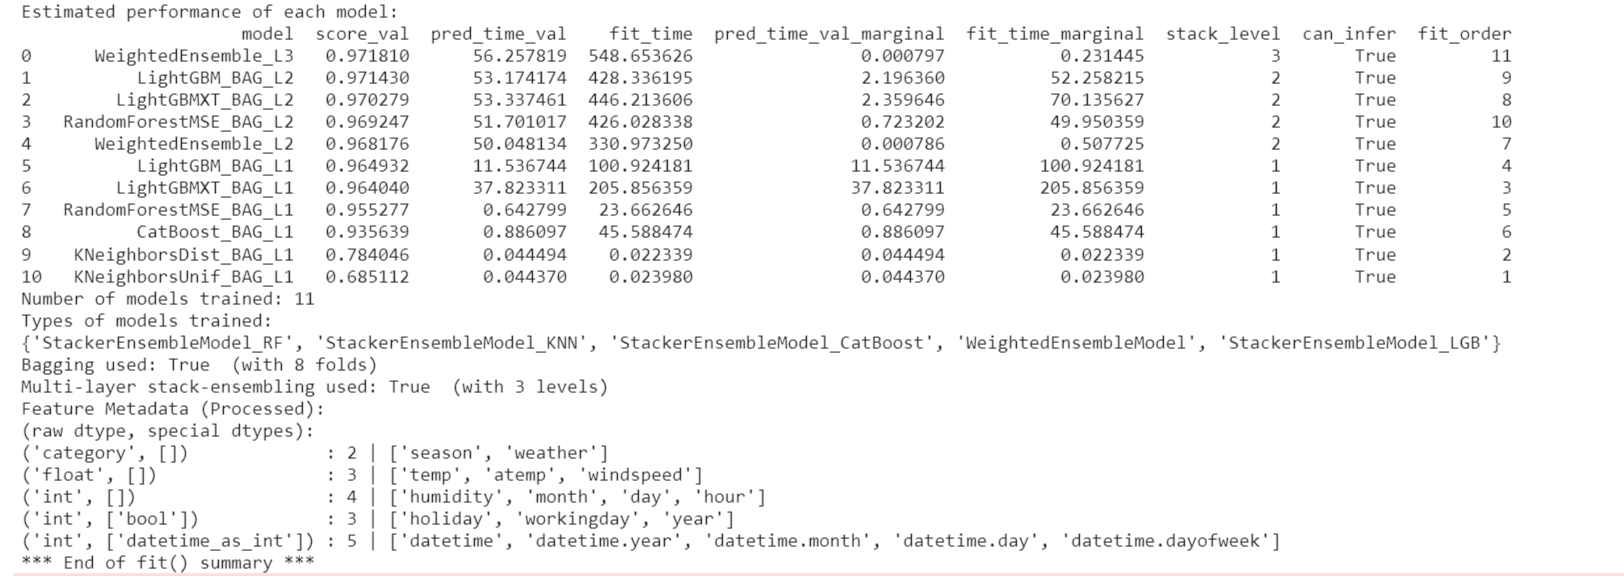 Estimated performance of each model:
model score_val pred_time_val fit_time pred_time_val_marginal fit_time_marginal stack_level can_infer fit_order
0 WeightedEnsemble_L3 0.971810 56.257819 548.653626 0.000797 0.231445 3 True 11
1 LightGBM_BAG_L2 0.971430 53.174174 428.336195 2.196360 52.258215 2 True 9
2 LightGBMXT_BAG_L2 0.970279 53.337461 446.213606 2.359646 70.135627 2 True 8
3 RandomForestMSE_BAG_L2 0.969247 51.701017 426.028338 0.723202 49.950359 2 True 10
4 WeightedEnsemble_L2 0.968176 50.048134 330.973250 0.000786 0.507725 2 True 7
5 LightGBM_BAG_L1 0.964932 11.536744 100.924181 11.536744 100.924181 1 True 4
6 LightGBMXT_BAG_L1 0.964040 37.823311 205.856359 37.823311 205.856359 1 True 3
7 RandomForestMSE_BAG_L1 0.955277 0.642799 23.662646 0.642799 23.662646 1 True 5
8 CatBoost_BAG_L1 0.935639 0.886097 45.588474 0.886097 45.588474 1 True 6
9 KNeighborsDist_BAG_L1 0.784046 0.044494 0.022339 0.044494 0.022339 1 True 2
10 KNeighborsUnif_BAG_L1 0.685112 0.044370 0.023980 0.044370 0.023980 1 True 1
Number of models trained: 11
Types of models trained:
{'StackerEnsembleModel_RF', 'StackerEnsembleModel_KNN', 'StackerEnsembleModel_CatBoost', 'WeightedEnsembleModel', 'StackerEnsembleModel_LGB'}
Bagging used: True (with 8 folds)
Multi-layer stack-ensembling used: True (with 3 levels)
Feature Metadata (Processed):
(raw dtype, special dtypes):
('category', []) : 2 | ['season', 'weather']
('float', []) : 3 | ['temp', 'atemp', 'windspeed']
('int', []) : 4 | ['humidity', 'month', 'day', 'hour']
('int', ['bool']) : 3 | ['holiday', 'workingday', 'year']
('int', ['datetime_as_int']) : 5 | ['datetime', 'datetime.year', 'datetime.month', 'datetime.day', 'datetime.dayofweek']
*** End of fit() summary ***